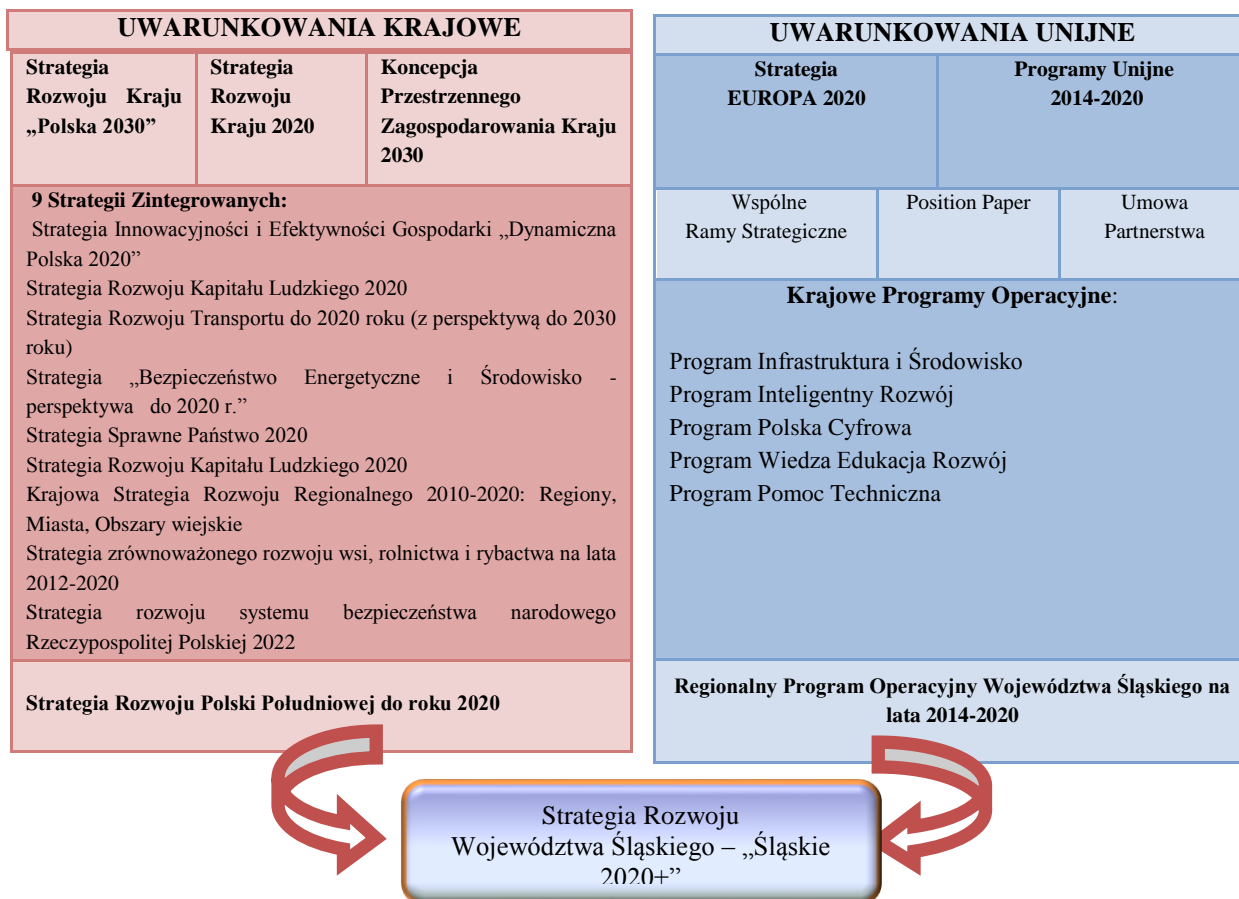 UWARUNKOWANIA KRAJOWE
Strategia
Rozwoju Kraju
„Polska 2030”
Strategia
Rozwoju
Kraju 2020
Koncepcja
Przestrzennego
Zagospodarowania Kraju
2030
9 Strategii Zintegrowanych:
Strategia Innowacyjności i Efektywności Gospodarki „Dynamiczna
Polska 2020”
Strategia Rozwoju Kapitału Ludzkiego 2020
Strategia Rozwoju Transportu do 2020 roku (z perspektywą do 2030
roku)
Strategia „Bezpieczeństwo Energetyczne i Środowisko -
perspektywa do 2020 r.”
Strategia Sprawne Państwo 2020
Strategia Rozwoju Kapitału Ludzkiego 2020
Krajowa Strategia Rozwoju Regionalnego 2010-2020: Regiony,
Miasta, Obszary wiejskie
Strategia zrównoważonego rozwoju wsi, rolnictwa i rybactwa na lata
2012-2020
Strategia rozwoju systemu bezpieczeństwa narodowego
Rzeczypospolitej Polskiej 2022
Strategia Rozwoju Polski Południowej do roku 2020
UWARUNKOWANIA UNIJNE
Strategia
EUROPA 2020
Programy Unijne
2014-2020
Wspólne
Ramy Strategiczne
Position Paper
Umowa
Partnerstwa
Krajowe Programy Operacyjne:
Program Infrastruktura i Środowisko
Program Inteligentny Rozwój
Program Polska Cyfrowa
Program Wiedza Edukacja Rozwój
Program Pomoc Techniczna
Regionalny Program Operacyjny Województwa Śląskiego na
lata 2014-2020
Strategia Rozwoju
Województwa Śląskiego – „Śląskie
2020+”